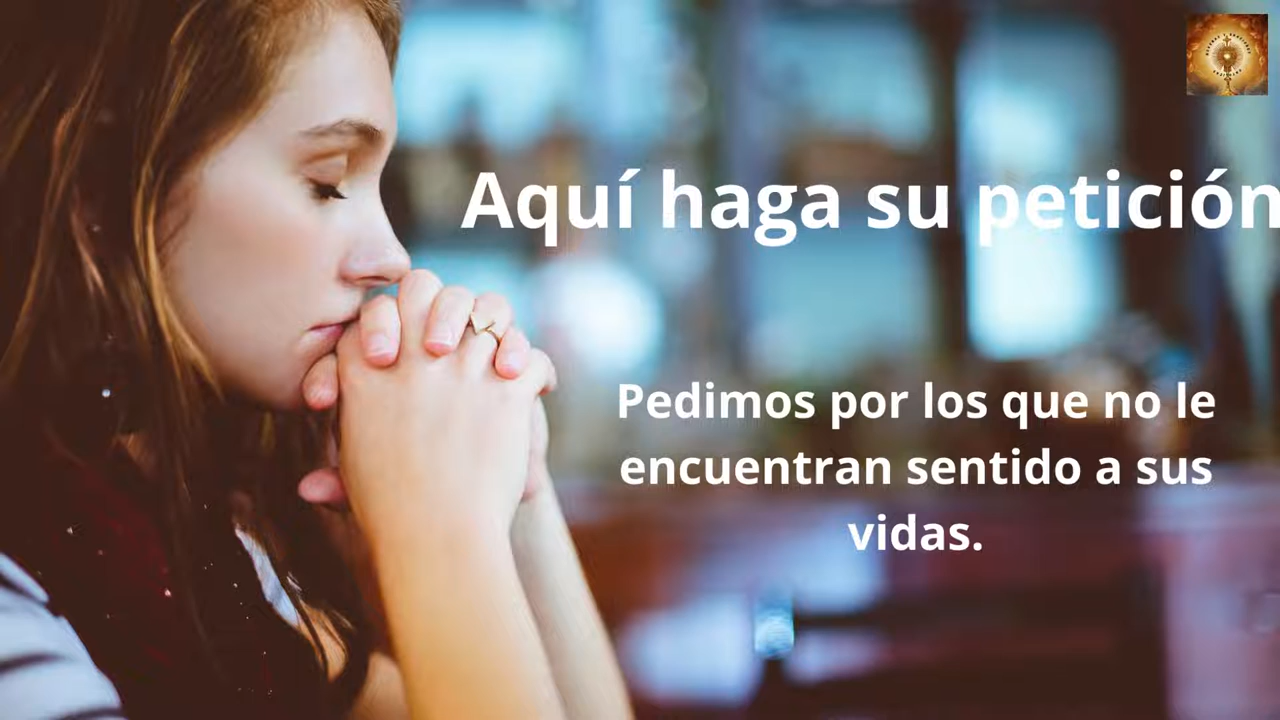 Aquí haga su petición
Pedimos por los que no le
encuentran sentido a sus
vidas.